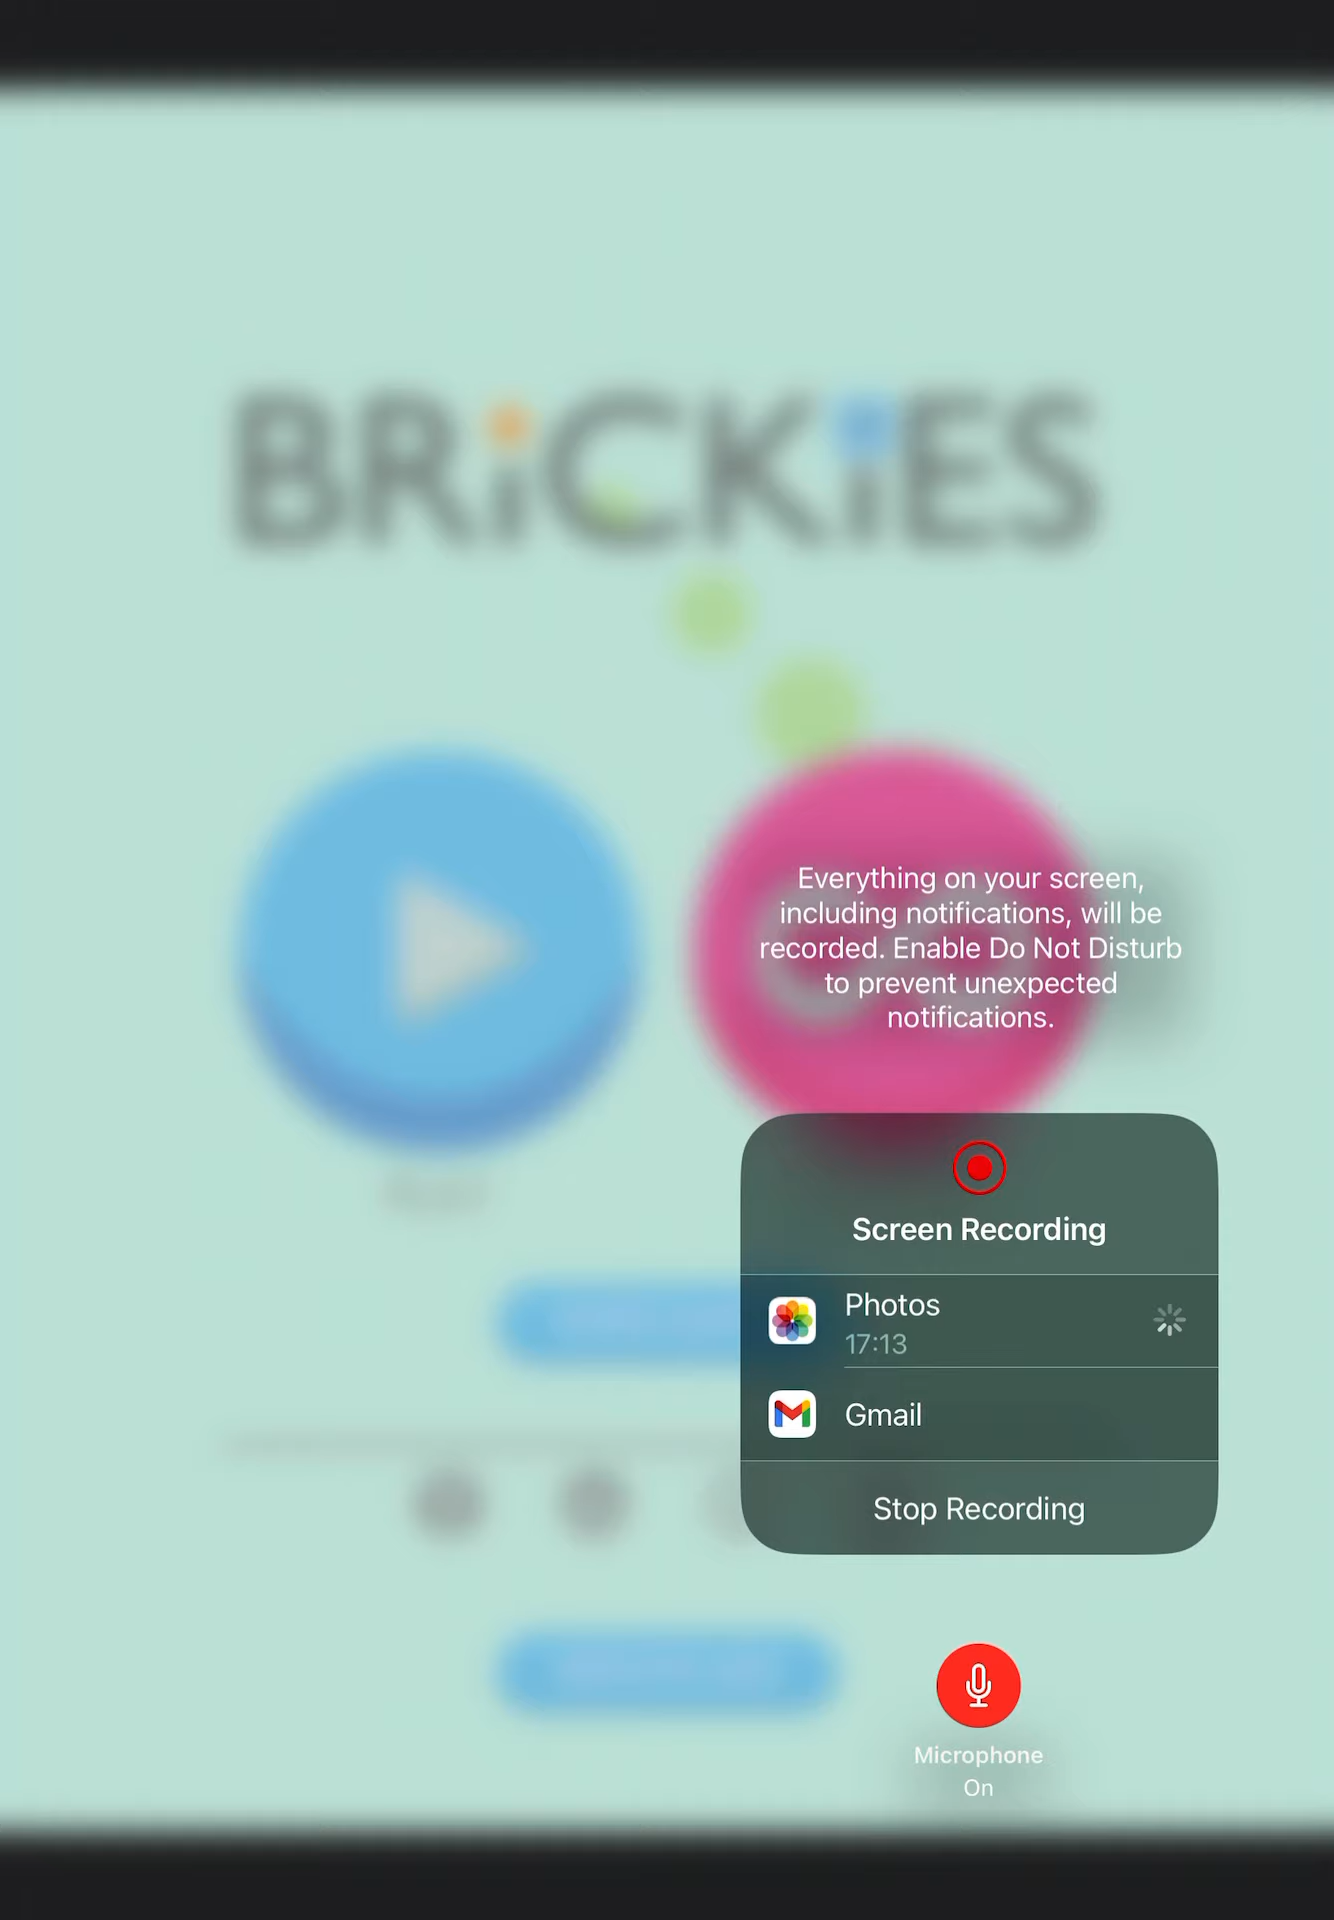 BRiCKiES
Everything on your screen,
including notifications, will be
recorded. Enable Do Not Disturb
to prevent unexpected
notifications.
Screen Recording
Photos
17:13
Gmail
Stop Recording
Microphone
On